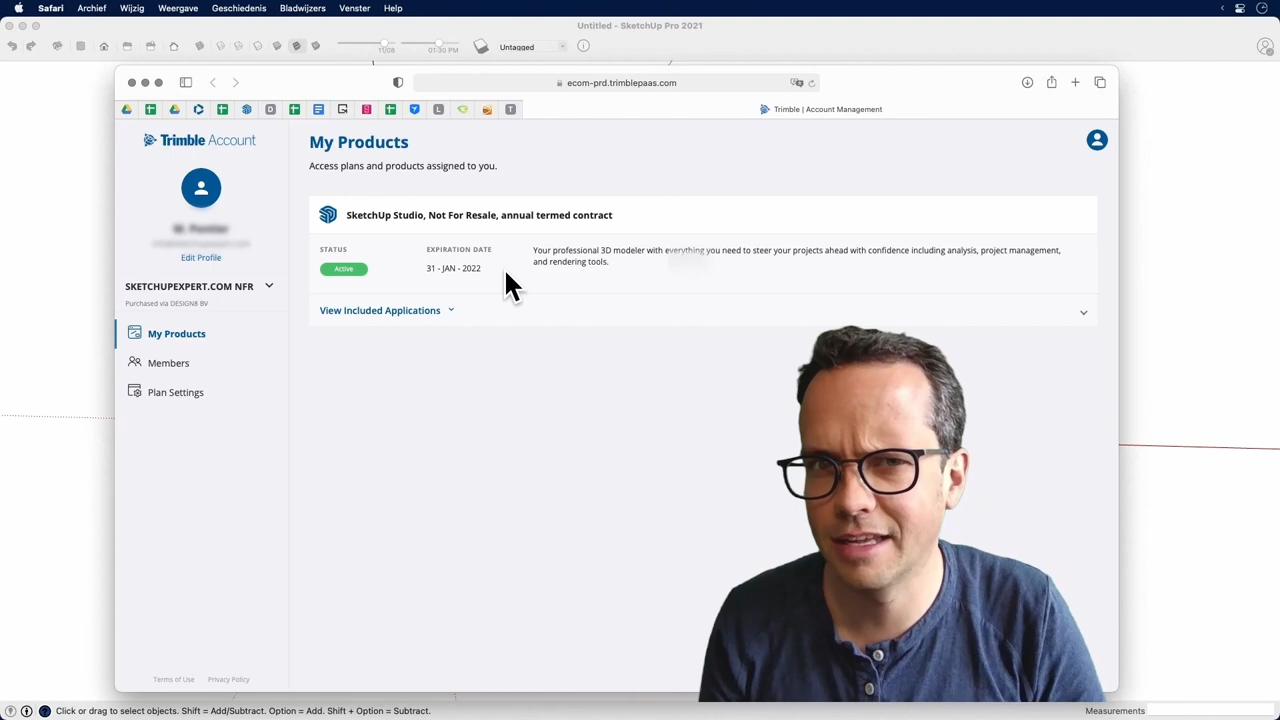 Safari Archief Wijzig Weergave Geschiedenis Bladwijzers Venster Help
Untitled - SketchUp Pro 2021
11/08 01:30 PM Untagged
ecom-prd.trimblepaas.com
D L T Trimble | Account Management
Trimble Account
Edit Profile
SKETCHUPEXPERT.COM NFR
Purchased via DESIGN8 BV
My Products
Members
Plan Settings
Terms of Use Privacy Policy
My Products
Access plans and products assigned to you.
SketchUp Studio, Not For Resale, annual termed contract
STATUS
Active
EXPIRATION DATE
31 - JAN - 2022
Your professional 3D modeler with everything you need to steer your projects ahead with confidence including analysis, project management,
and rendering tools.
View Included Applications
Click or drag to select objects. Shift = Add/Subtract. Option = Add. Shift + Option = Subtract.
Measurements